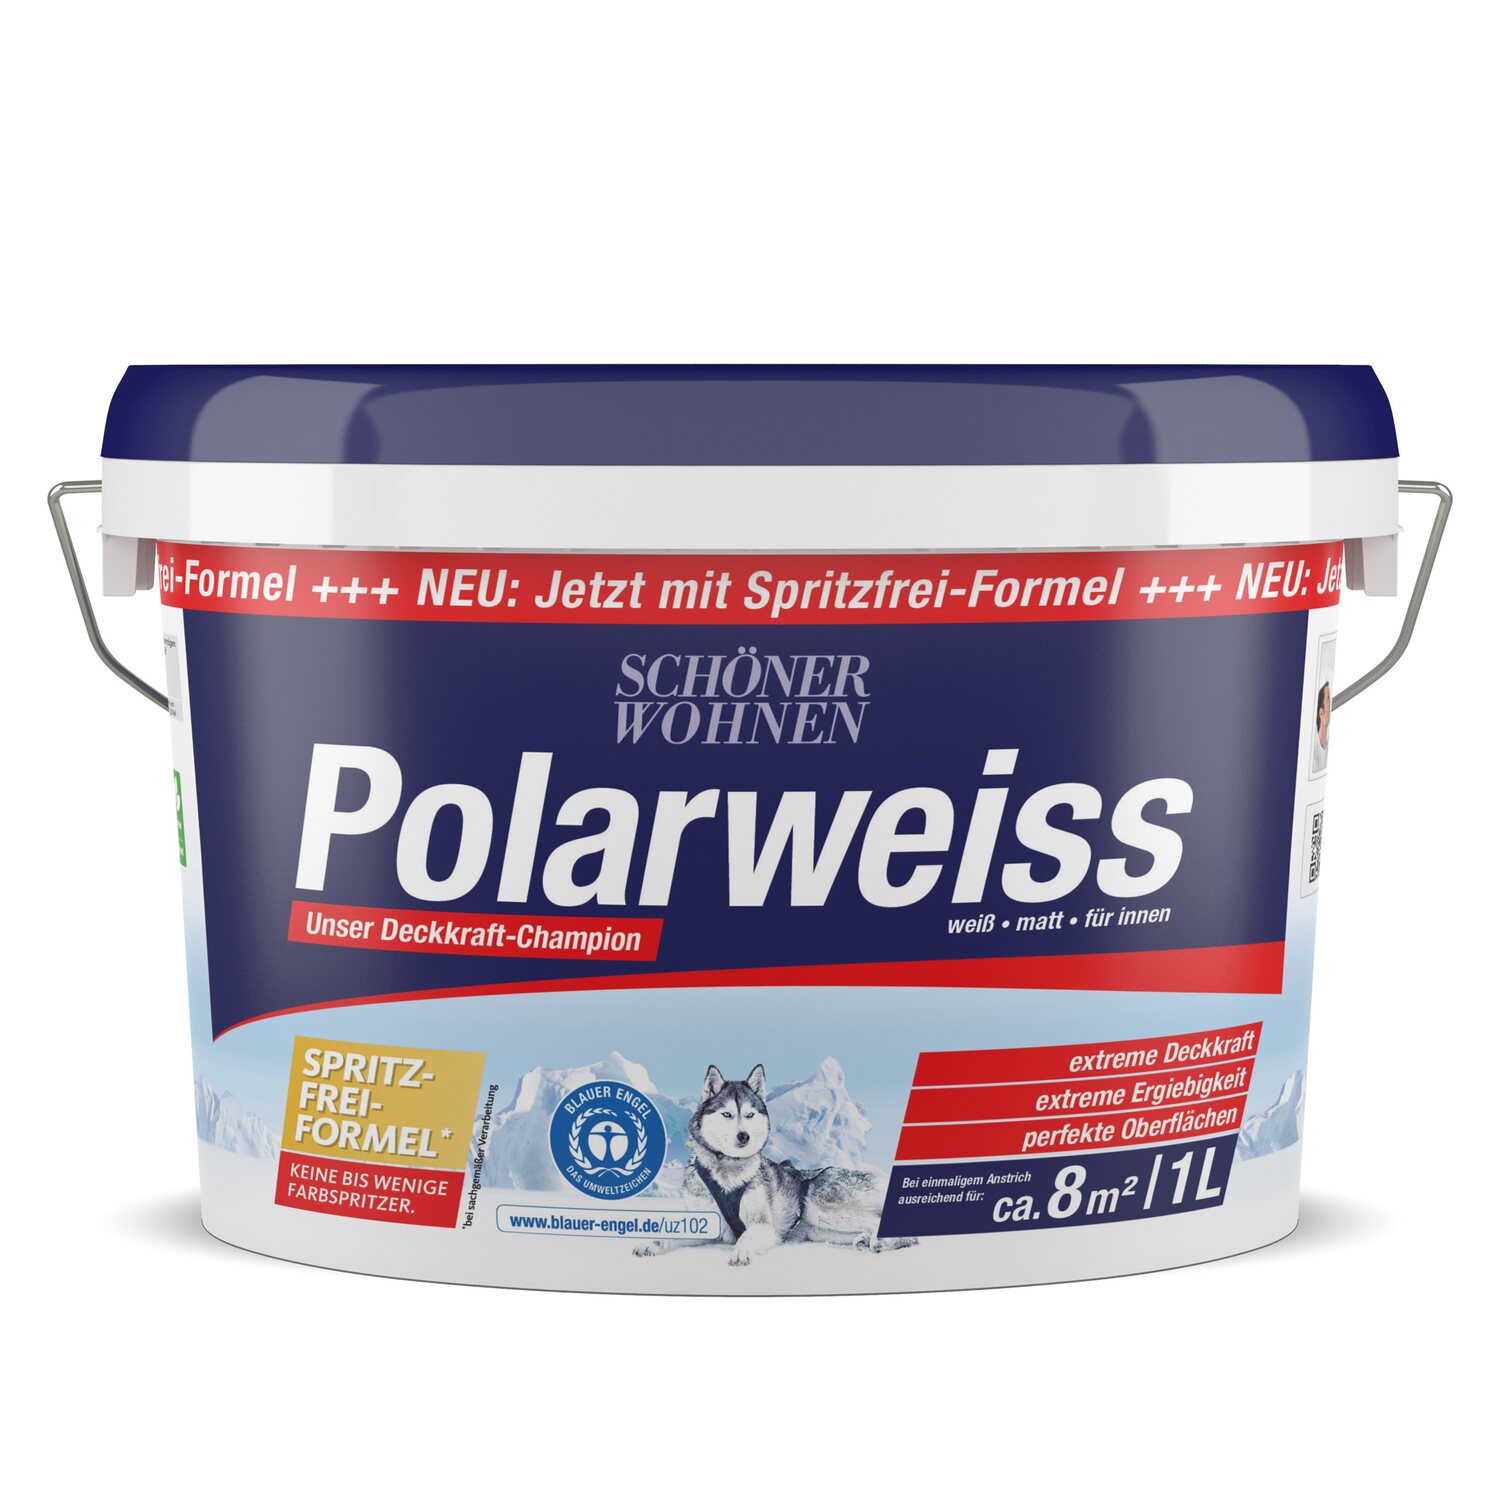 rei-Formel +++ NEU: Jetzt mit Spritzfrei-Formel +++ NEU: Jet
SCHÖNER
WOHNEN
Polarweiss
Unser Deckkraft-Champion
weiß • matt • für innen
SPRITZ-
FREI-
FORMEL*
KEINE BIS WENIGE
FARBSPRITZER.
*bei sachgemäßer Verarbeitung
BLAUER ENGEL
DAS UMWELTZEICHEN
www.blauer-engel.de/uz102
extreme Deckkraft
extreme Ergiebigkeit
perfekte Oberflächen
Bei einmaligem Anstrich
ausreichend für:
ca. 8 m² / 1L